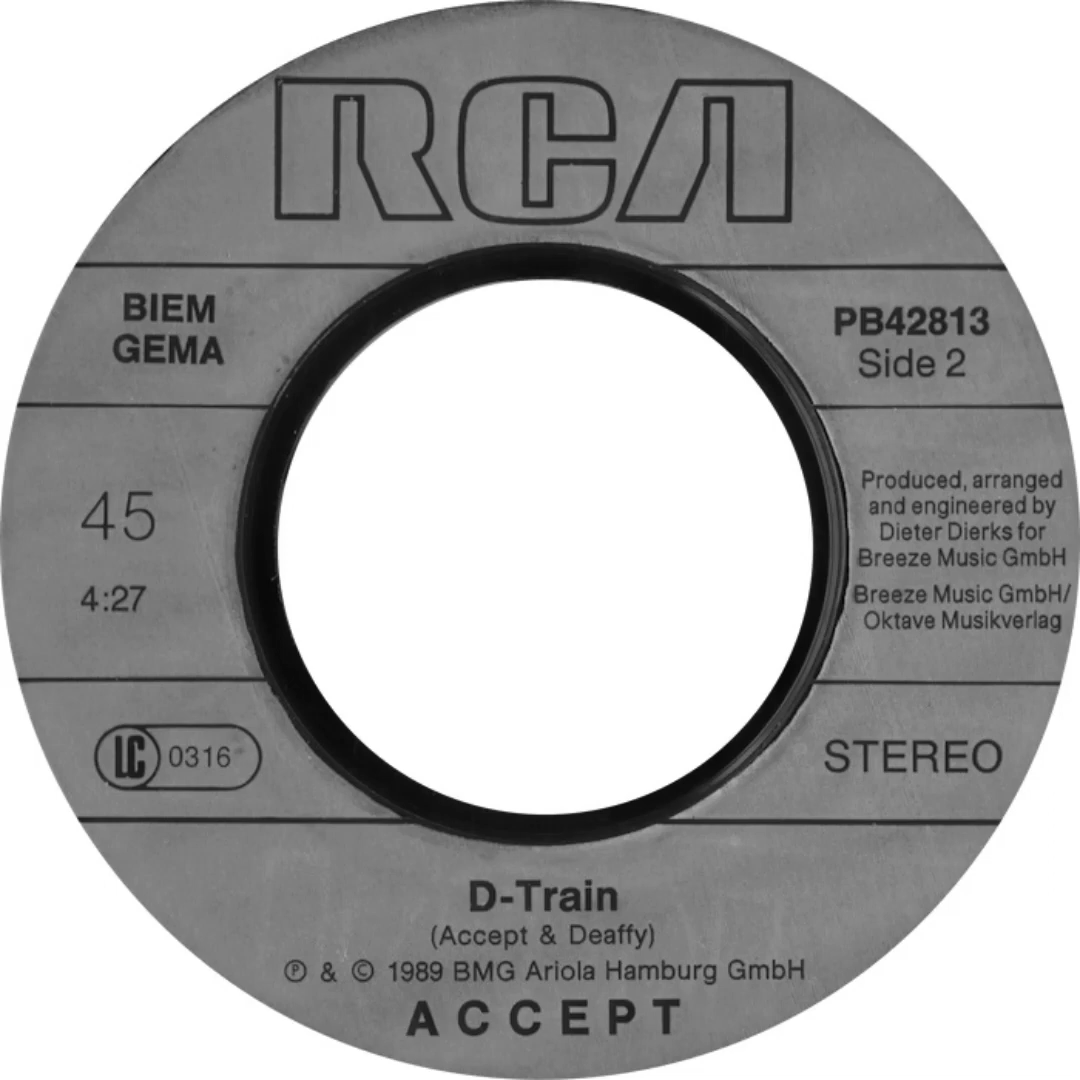 RCA
BIEM
GEMA
PB42813
Side 2
45
4:27
Produced, arranged
and engineered by
Dieter Dierks for
Breeze Music GmbH
Breeze Music GmbH/
Oktave Musikverlag
LC 0316
STEREO
D-Train
(Accept & Deaffy)
℗ & © 1989 BMG Ariola Hamburg GmbH
ACCEPT